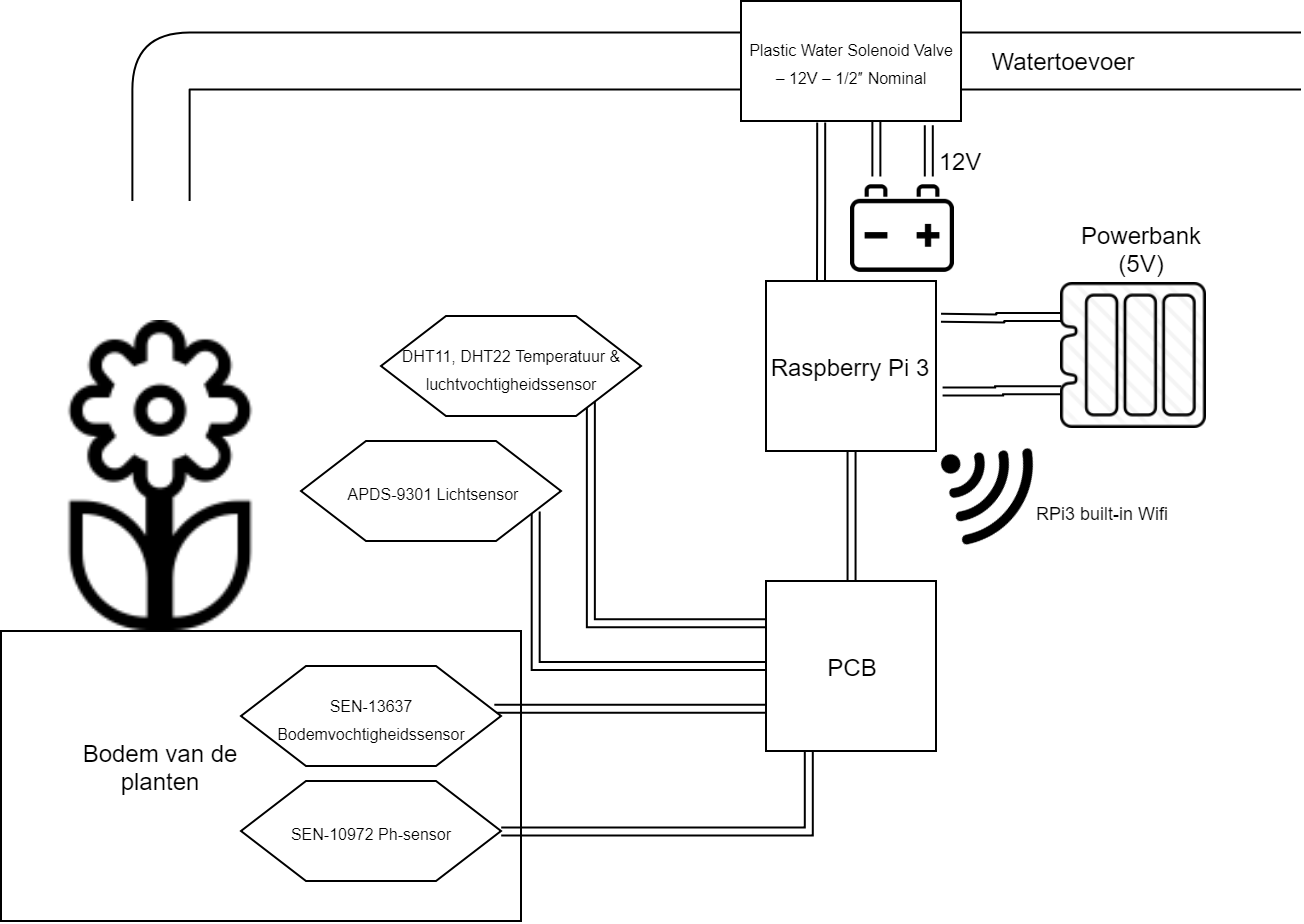 Plastic Water Solenoid Valve
– 12V – 1/2″ Nominal
Watertoevoer
12V
Powerbank
(5V)
DHT11, DHT22 Temperatuur &
luchtvochtigheidssensor
Raspberry Pi 3
APDS-9301 Lichtsensor
RPi3 built-in Wifi
PCB
SEN-13637
Bodemvochtigheidssensor
Bodem van de
planten
SEN-10972 Ph-sensor